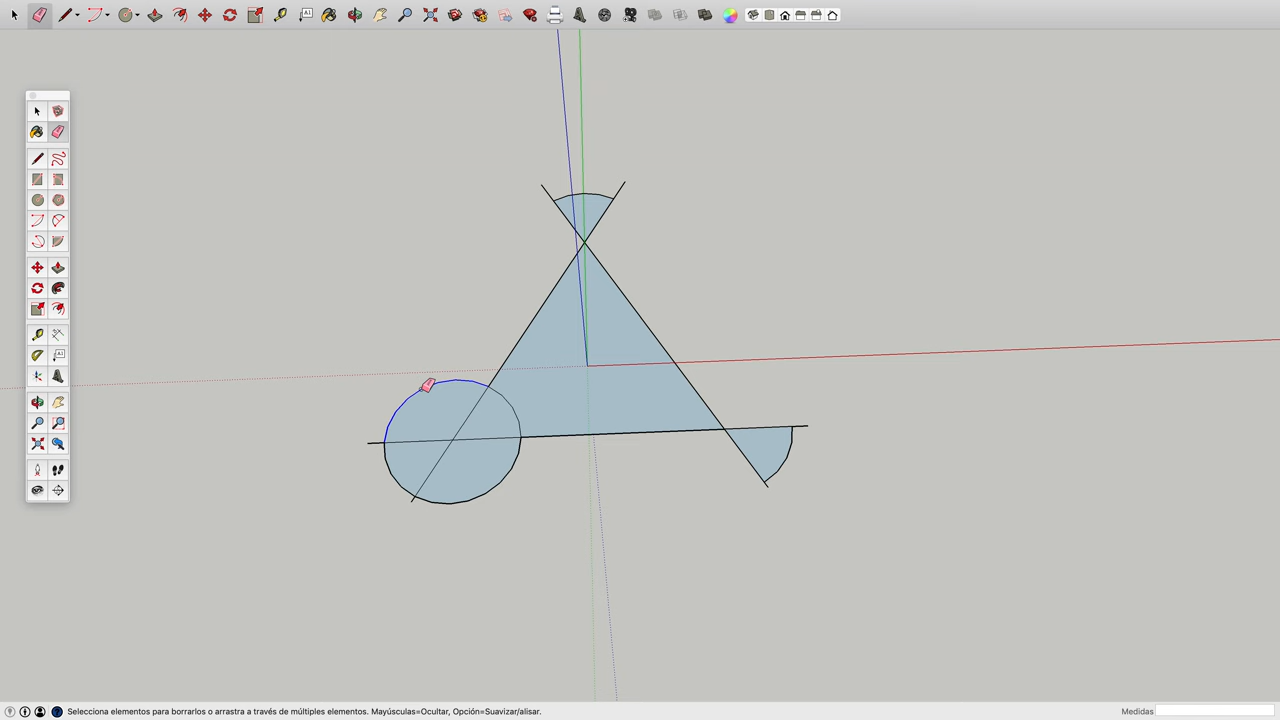 Selecciona elementos para borrarlos o arrastra a través de múltiples elementos. Mayúsculas=Ocultar, Opción=Suavizar/alisar.
Medidas